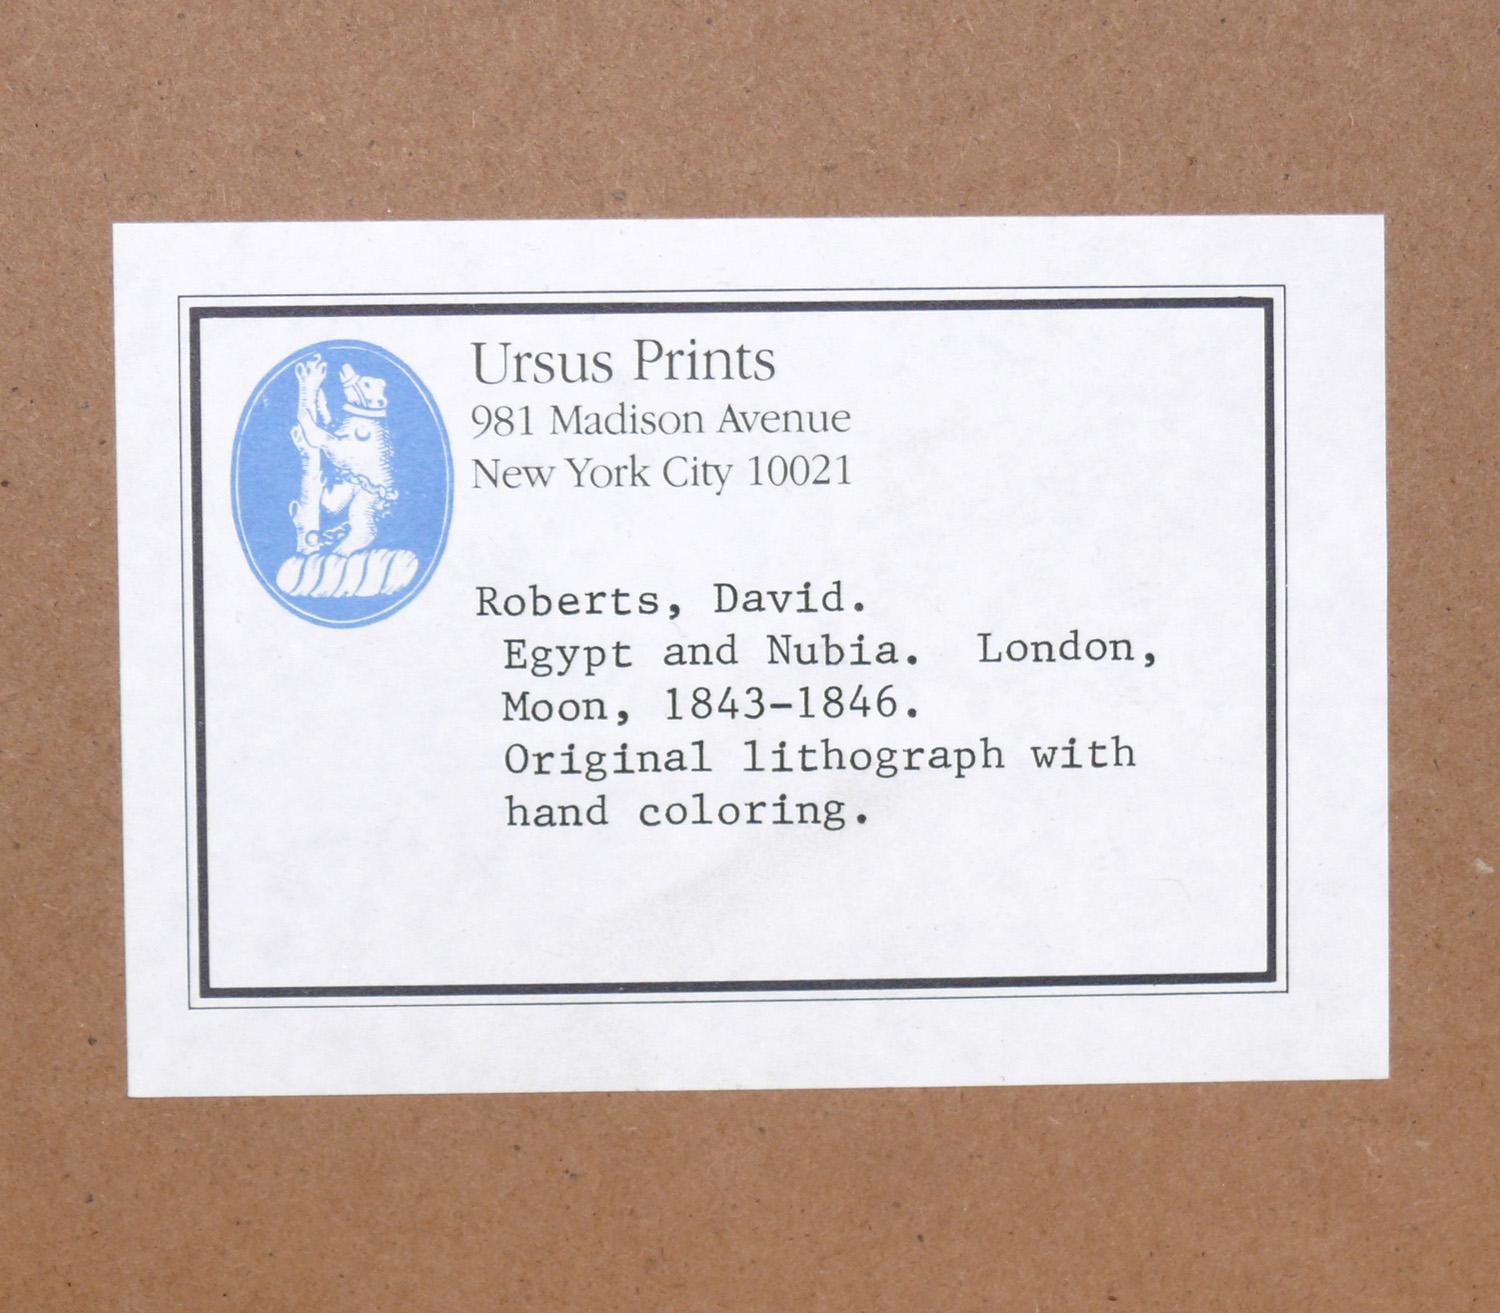 Ursus Prints
981 Madison Avenue
New York City 10021
Roberts, David.
Egypt and Nubia. London,
Moon, 1843-1846.
Original lithograph with
hand coloring.